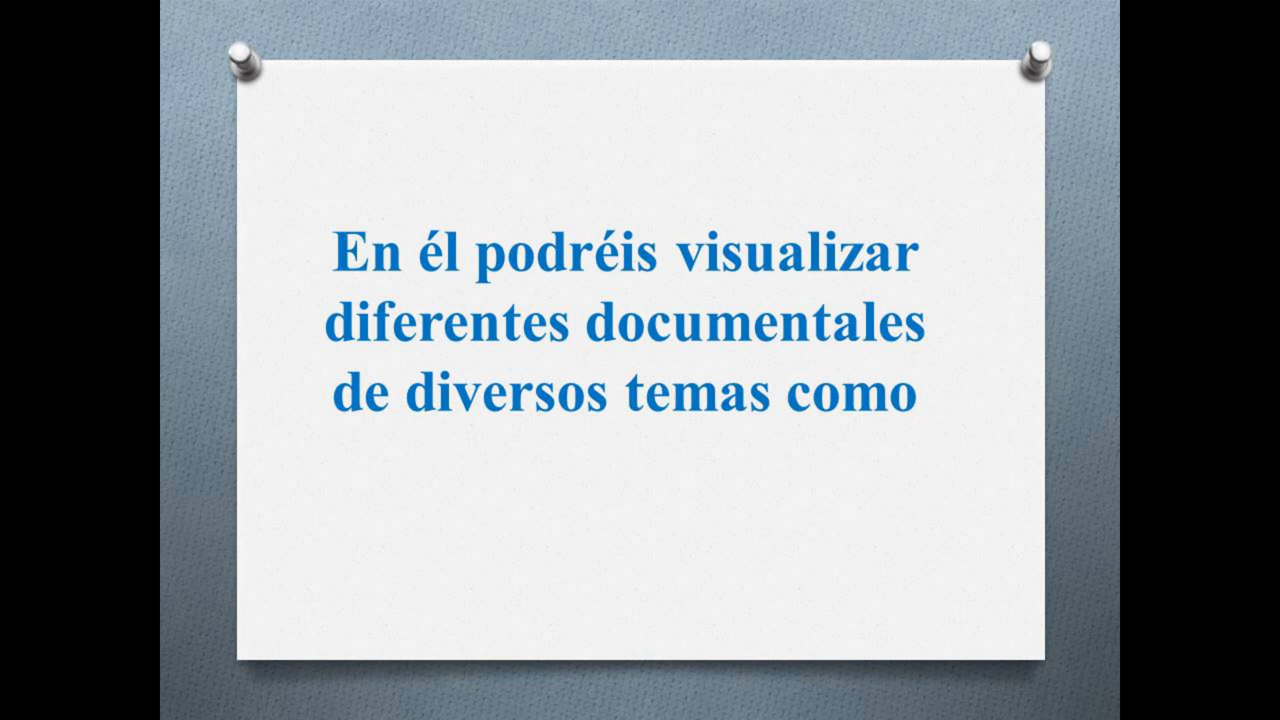 En él podréis visualizar
diferentes documentales
de diversos temas como